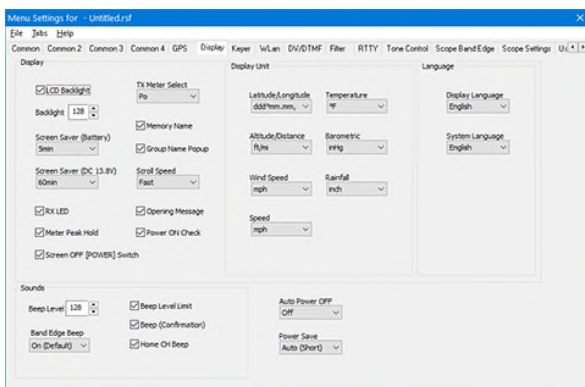 Menu Settings for - Untitled.rsf
File Tabs Help
Common Common 2 Common 3 Common 4 GPS Display Keyer WLan DV/DTMF Filter RTTY Tone Control Scope Band Edge Scope Settings
Display
LCD Backlight
Backlight 128
Screen Saver (Battery)
5min
Screen Saver (DC 13.8V)
60min
RX LED
Meter Peak Hold
Screen OFF [POWER] Switch
TX Meter Select
Po
Memory Name
Group Name Popup
Scroll Speed
Fast
Opening Message
Power ON Check
Display Unit
Latitude/Longitude
ddd°mm.mm,
Temperature
°F
Altitude/Distance
ft/mi
Barometric
inHg
Wind Speed
mph
Rainfall
inch
Speed
mph
Language
Display Language
English
System Language
English
Sounds
Beep Level 128
Band Edge Beep
On (Default)
Beep Level Limit
Beep (Confirmation)
Home CH Beep
Auto Power OFF
Off
Power Save
Auto (Short)